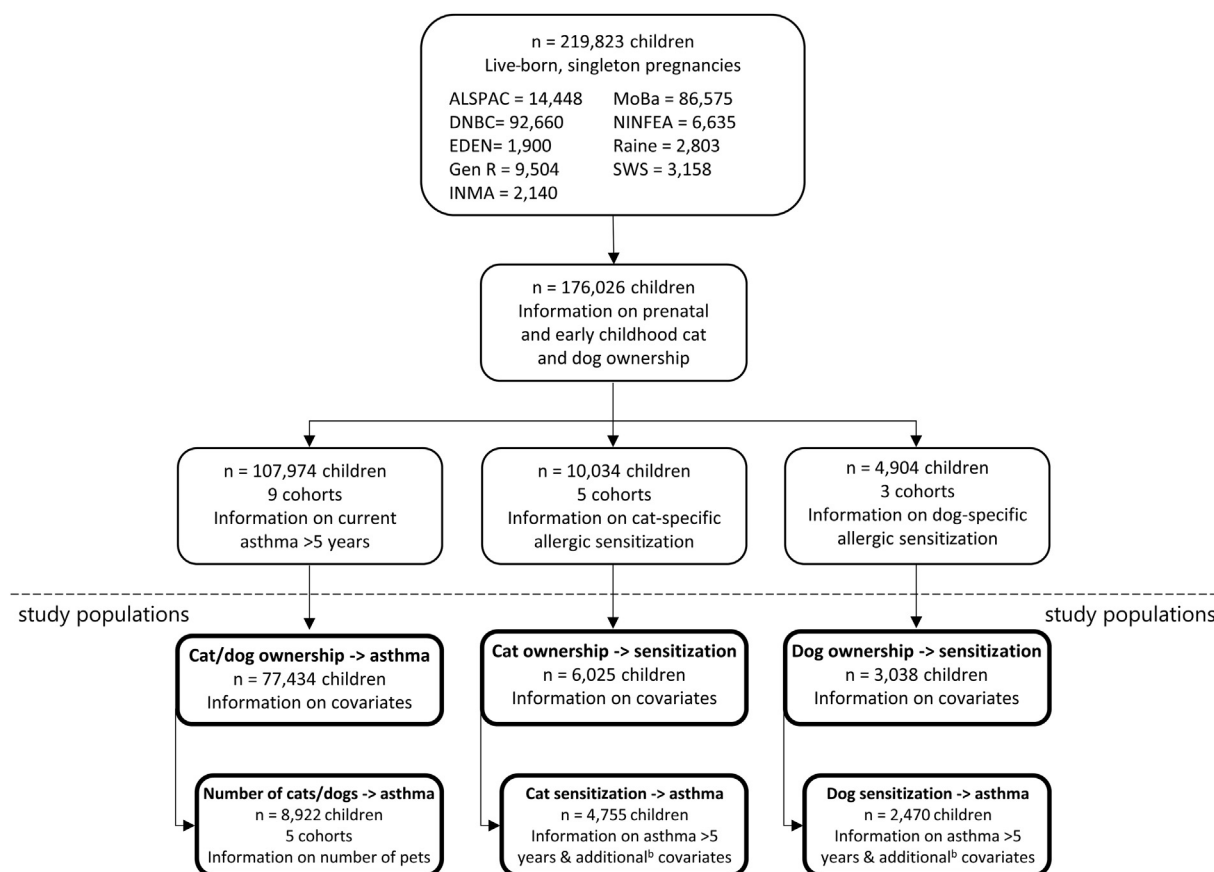 n = 219,823 children
Live-born, singleton pregnancies
ALSPAC = 14,448
DNBC= 92,660
EDEN= 1,900
Gen R = 9,504
INMA = 2,140
MoBa = 86,575
NINFEA = 6,635
Raine = 2,803
SWS = 3,158
n = 176,026 children
Information on prenatal
and early childhood cat
and dog ownership
n = 107,974 children
9 cohorts
Information on current
asthma >5 years
n = 10,034 children
5 cohorts
Information on cat-specific
allergic sensitization
n = 4,904 children
3 cohorts
Information on dog-specific
allergic sensitization
study populations
study populations
Cat/dog ownership -> asthma
n = 77,434 children
Information on covariates
Cat ownership -> sensitization
n = 6,025 children
Information on covariates
Dog ownership -> sensitization
n = 3,038 children
Information on covariates
Number of cats/dogs -> asthma
n = 8,922 children
5 cohorts
Information on number of pets
Cat sensitization -> asthma
n = 4,755 children
Information on asthma >5
years & additionalᵇ covariates
Dog sensitization -> asthma
n = 2,470 children
Information on asthma >5
years & additionalᵇ covariates